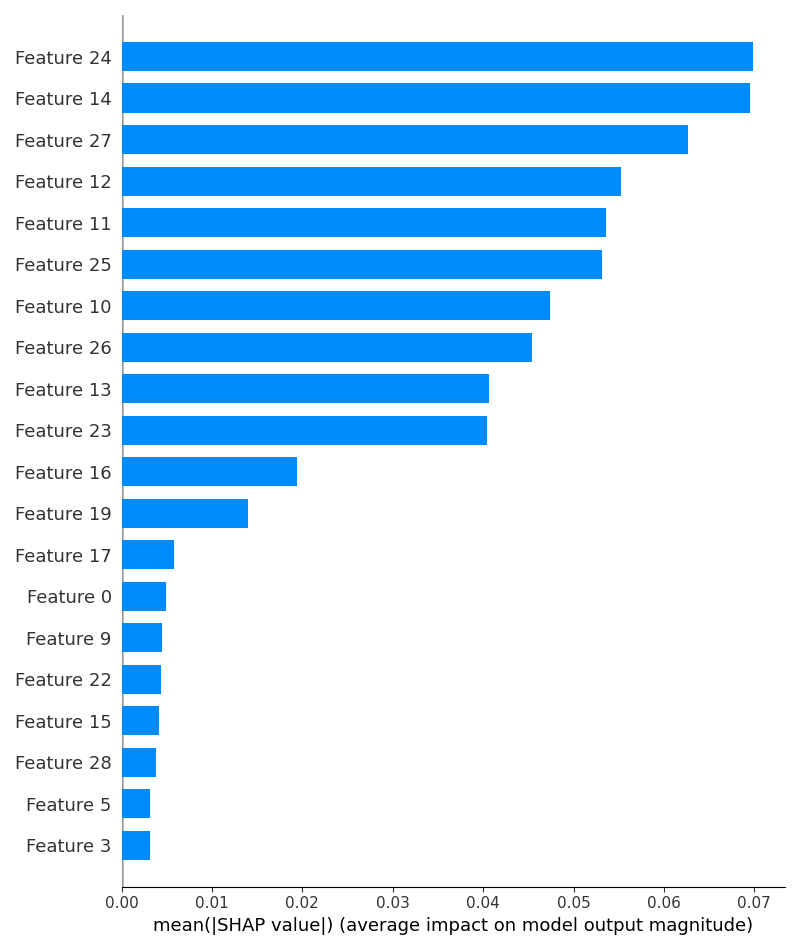 Feature 24
Feature 14
Feature 27
Feature 12
Feature 11
Feature 25
Feature 10
Feature 26
Feature 13
Feature 23
Feature 16
Feature 19
Feature 17
Feature 0
Feature 9
Feature 22
Feature 15
Feature 28
Feature 5
Feature 3
0.00 0.01 0.02 0.03 0.04 0.05 0.06 0.07
mean(|SHAP value|) (average impact on model output magnitude)